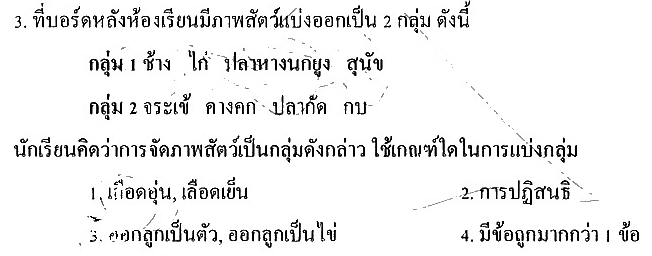 3. ที่บอร์ดหลังห้องเรียนมีภาพสัตว์แบ่งออกเป็น 2 กลุ่ม ดังนี้
กลุ่ม 1 ช้าง ไก่ ปลาหางนกยูง สุนัข
กลุ่ม 2 จระเข้ คางคก ปลากัด กบ
นักเรียนคิดว่าการจัดภาพสัตว์เป็นกลุ่มดังกล่าว ใช้เกณฑ์ใดในการแบ่งกลุ่ม
1. เลือดอุ่น, เลือดเย็น 2. การปฏิสนธิ
3. ออกลูกเป็นตัว, ออกลูกเป็นไข่ 4. มีข้อถูกมากกว่า 1 ข้อ